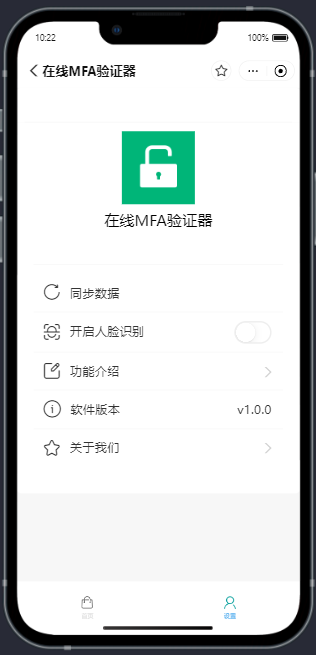 10:22
100%
在线MFA验证器
在线MFA验证器
同步数据
开启人脸识别
功能介绍
软件版本 v1.0.0
关于我们
设置